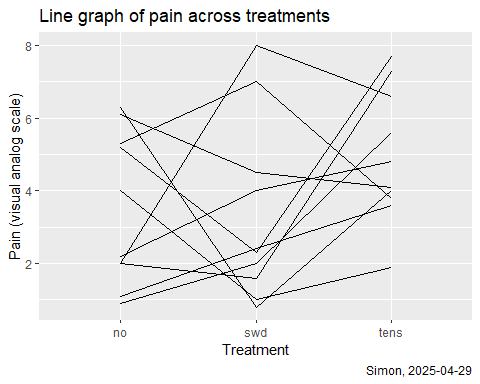 Line graph of pain across treatments
Pain (visual analog scale)
8
6
4
2
no swd tens
Treatment
Simon, 2025-04-29